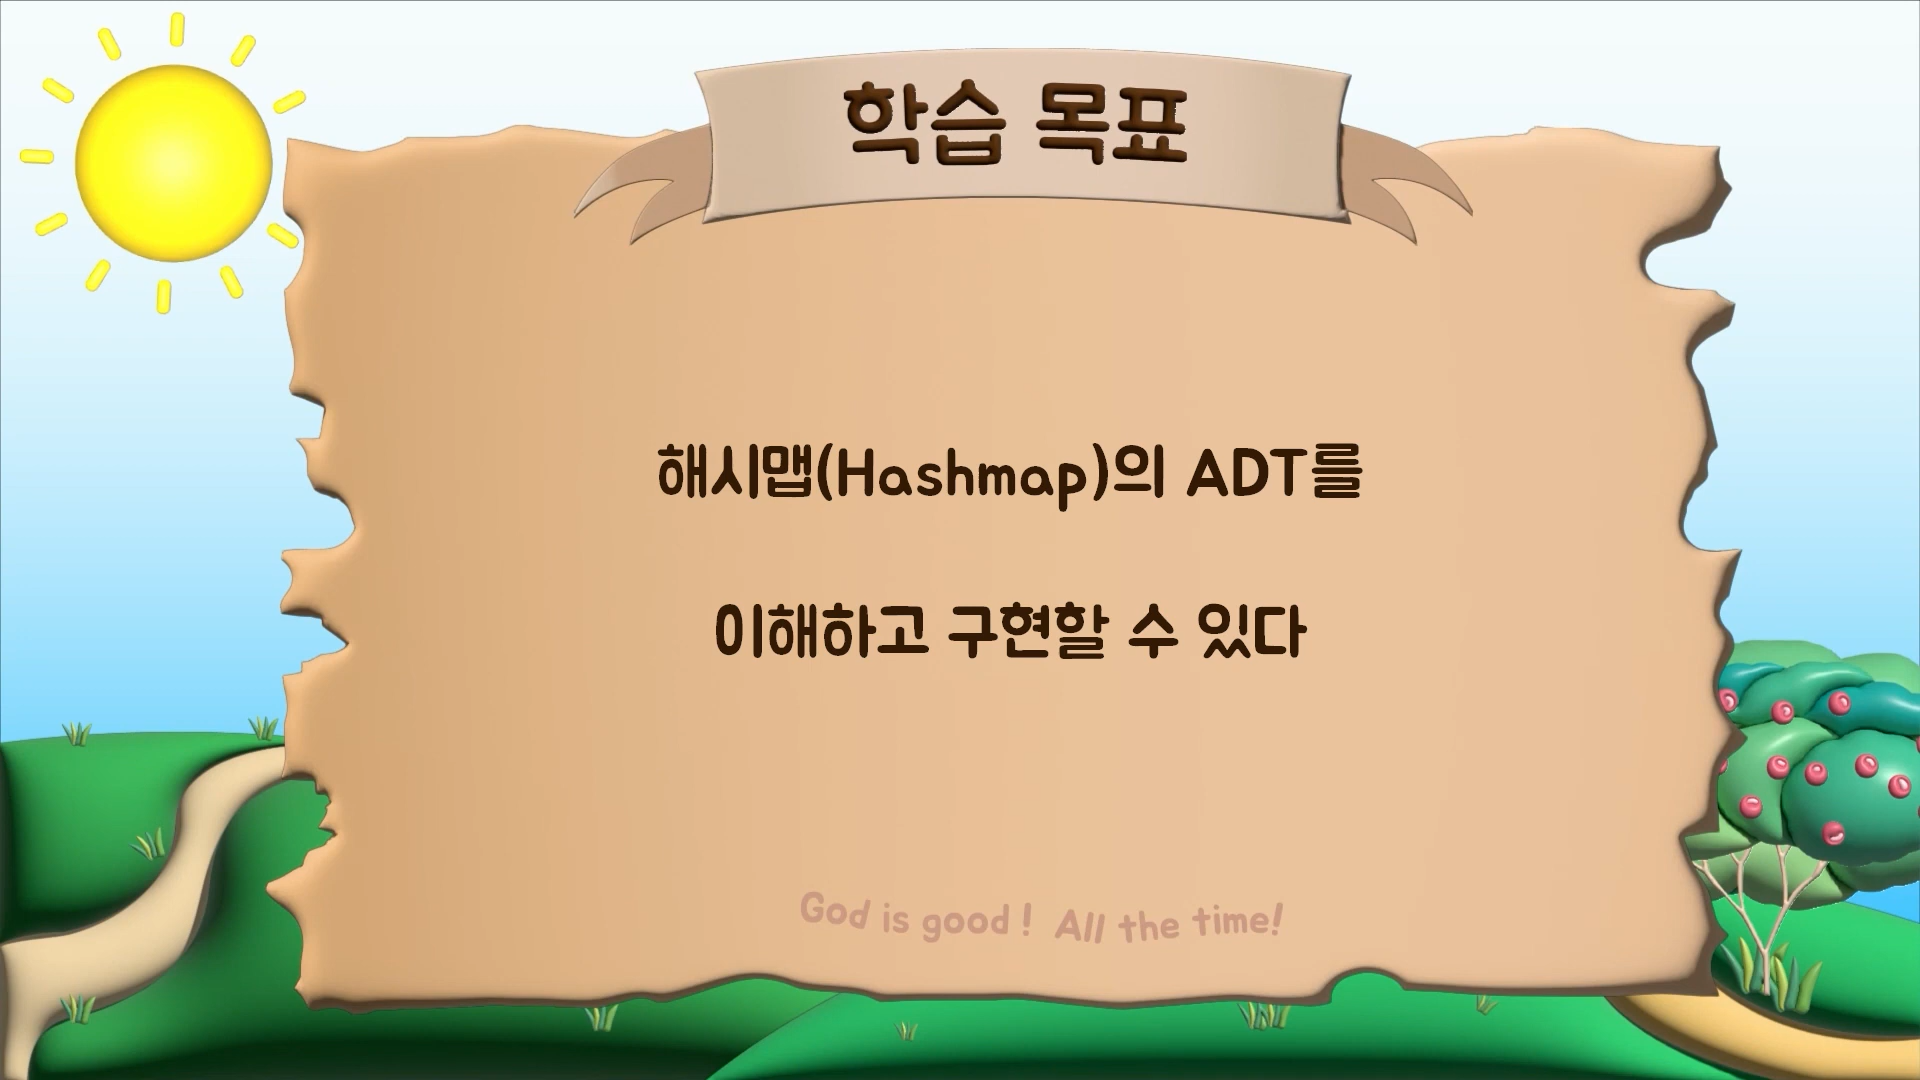 학습 목표
해시맵(Hashmap)의 ADT를
이해하고 구현할 수 있다
God is good! All the time!